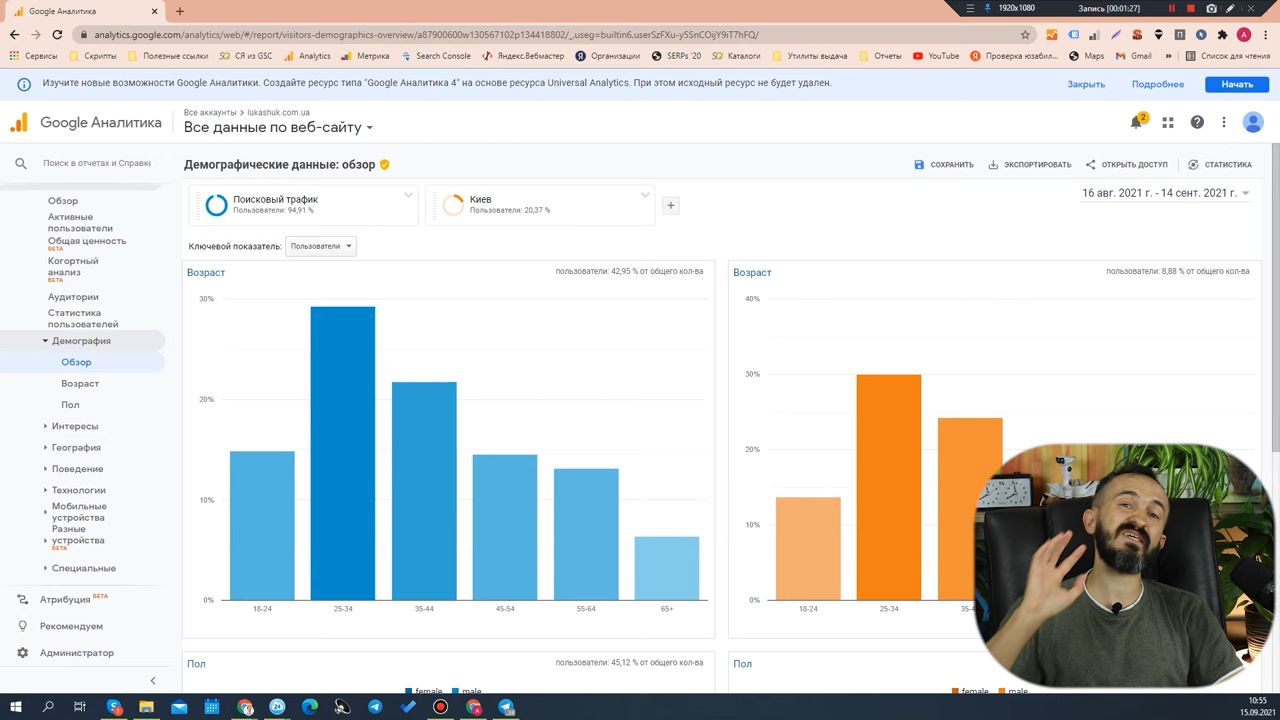 Google Аналитика
1920x1080
Запись [00:01:27]
analytics.google.com/analytics/web/#/report/visitors-demographics-overview/a87900600w130567102p134418802/_.useg=builtin6,userSzFXu-y5SnCOijY9iT7hFQ/
Сервисы
Скрипты
Полезные ссылки
СЯ из GSC
Analytics
Метрика
Search Console
Яндекс.Вебмастер
Организации
SERPs '20
Каталоги
Утилиты выдача
Отчеты
YouTube
Проверка юзабил...
Maps
Gmail
»
Список для чтения
Изучите новые возможности Google Аналитики. Создайте ресурс типа "Google Аналитика 4" на основе ресурса Universal Analytics. При этом исходный ресурс не будет удален.
Закрыть
Подробнее
Начать
Google Аналитика
Все аккаунты > lukashuk.com.ua
Все данные по веб-сайту
2
Поиск в отчетах и Справке
Демографические данные: обзор
СОХРАНИТЬ
ЭКСПОРТИРОВАТЬ
ОТКРЫТЬ ДОСТУП
СТАТИСТИКА
Поисковый трафик
Пользователи: 94,91 %
Киев
Пользователи: 20,37 %
+
16 авг. 2021 г. - 14 сент. 2021 г.
Ключевой показатель:
Пользователи
Обзор
Активные
пользователи
Общая ценность
BETA
Когортный
анализ
BETA
Аудитории
Статистика
пользователей
Демография
Обзор
Возраст
Пол
Интересы
География
Поведение
Технологии
Мобильные
устройства
Разные
устройства
BETA
Специальные
Атрибуция BETA
Рекомендуем
Администратор
Возраст
пользователи: 42,95 % от общего кол-ва
30%
20%
10%
0%
18-24
25-34
35-44
45-54
55-64
65+
Возраст
пользователи: 8,88 % от общего кол-ва
40%
30%
20%
10%
0%
18-24
25-34
Пол
пользователи: 45,12 % от общего кол-ва
female
male
Пол
female
male
10:55
15.09.2021